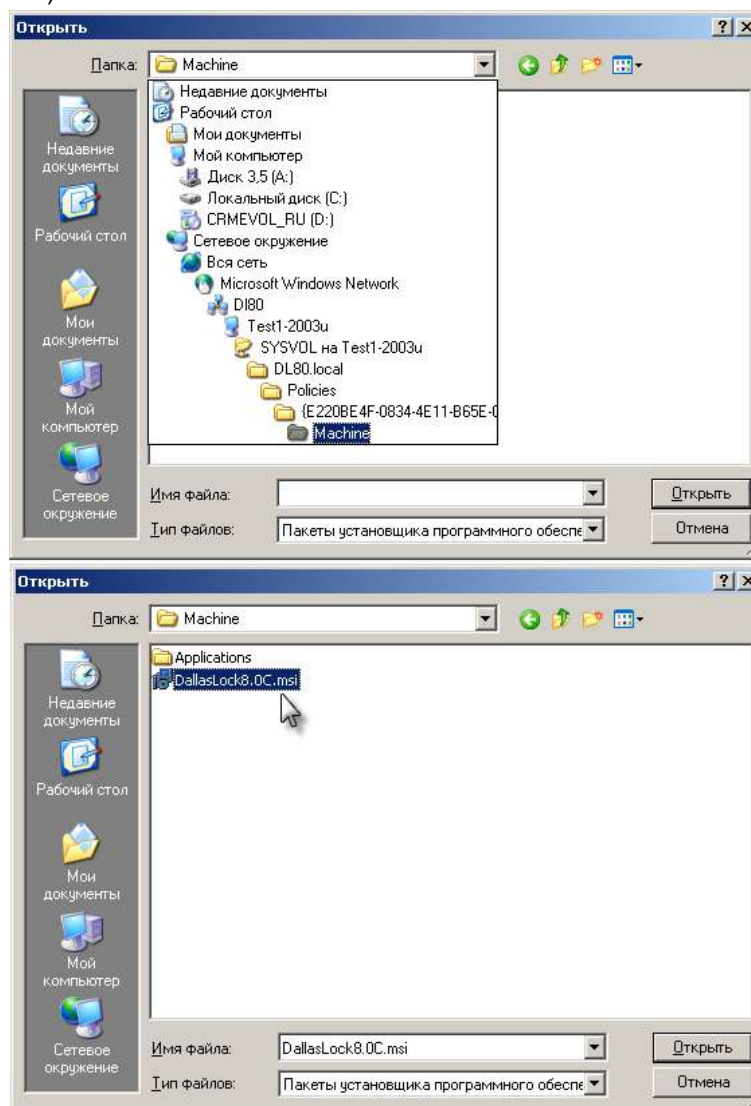 Открыть
Папка: Machine
Недавние документы
Рабочий стол
Мои документы
Мой компьютер
Диск 3,5 (A:)
Локальный диск (C:)
CRMEVOL_RU (D:)
Сетевое окружение
Вся сеть
Microsoft Windows Network
Dl80
Test1-2003u
SYSVOL на Test1-2003u
DL80.local
Policies
{E220BE4F-0834-4E11-B65E-
Machine
Недавние
документы
Рабочий стол
Мои
документы
Мой
компьютер
Сетевое
окружение
Имя файла:
Открыть
Тип файлов: Пакеты установщика программного обеспе
Отмена
Открыть
Папка: Machine
Applications
DallasLock8.0C.msi
Недавние
документы
Рабочий стол
Мои
документы
Мой
компьютер
Сетевое
окружение
Имя файла: DallasLock8.0C.msi
Открыть
Тип файлов: Пакеты установщика программного обеспе
Отмена